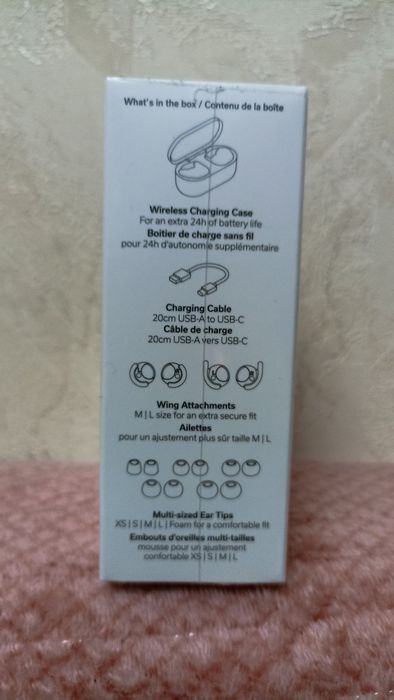 What's in the box / Contenu de la boîte
Wireless Charging Case
For an extra 24h of battery life
Boitier de charge sans fil
pour 24h d'autonomie supplémentaire
Charging Cable
20cm USB-A to USB-C
Câble de charge
20cm USB-A vers USB-C
Wing Attachments
M | L size for an extra secure fit
Ailettes
pour un ajustement plus sûr taille M | L
Multi-sized Ear Tips
XS | S | M | L | Foam for a comfortable fit
Embouts d'oreilles multi-tailles
mousse pour un ajustement
confortable XS | S | M | L